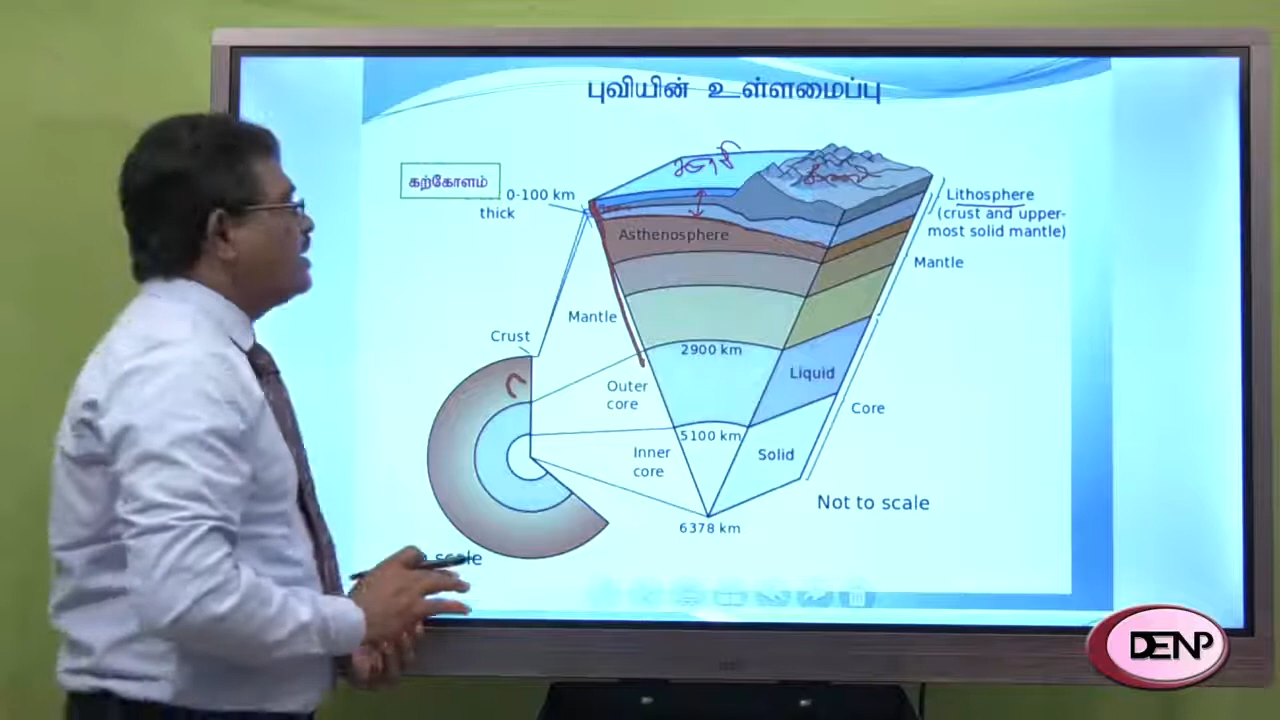 புவியின் உள்ளமைப்பு
கற்கோளம்
0-100 km
thick
Asthenosphere
Lithosphere
(crust and upper-
most solid mantle)
Mantle
Mantle
Crust
2900 km
Liquid
Outer
core
Core
5100 km
Inner
core
Solid
Not to scale
6378 km
scale
DENP